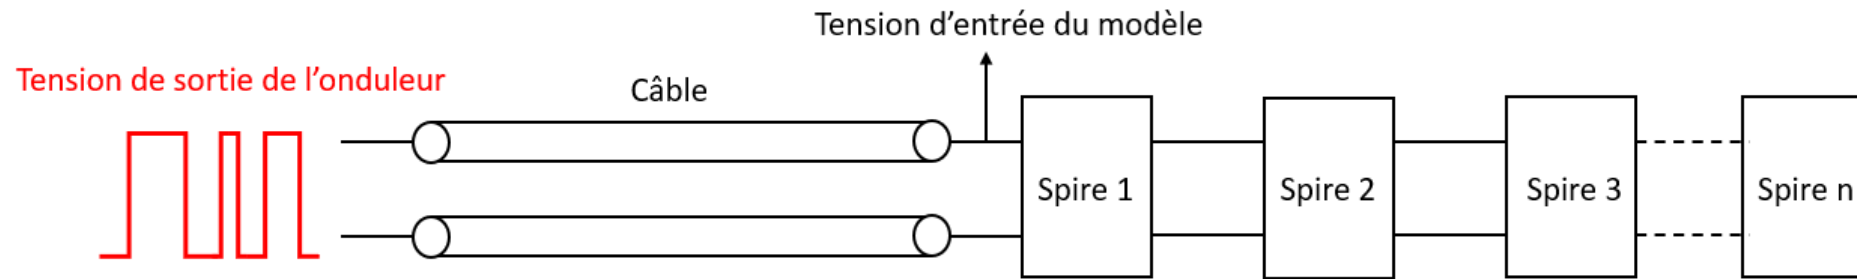 Tension d'entrée du modèle
Tension de sortie de l'onduleur
Câble
Spire 1
Spire 2
Spire 3
Spire n